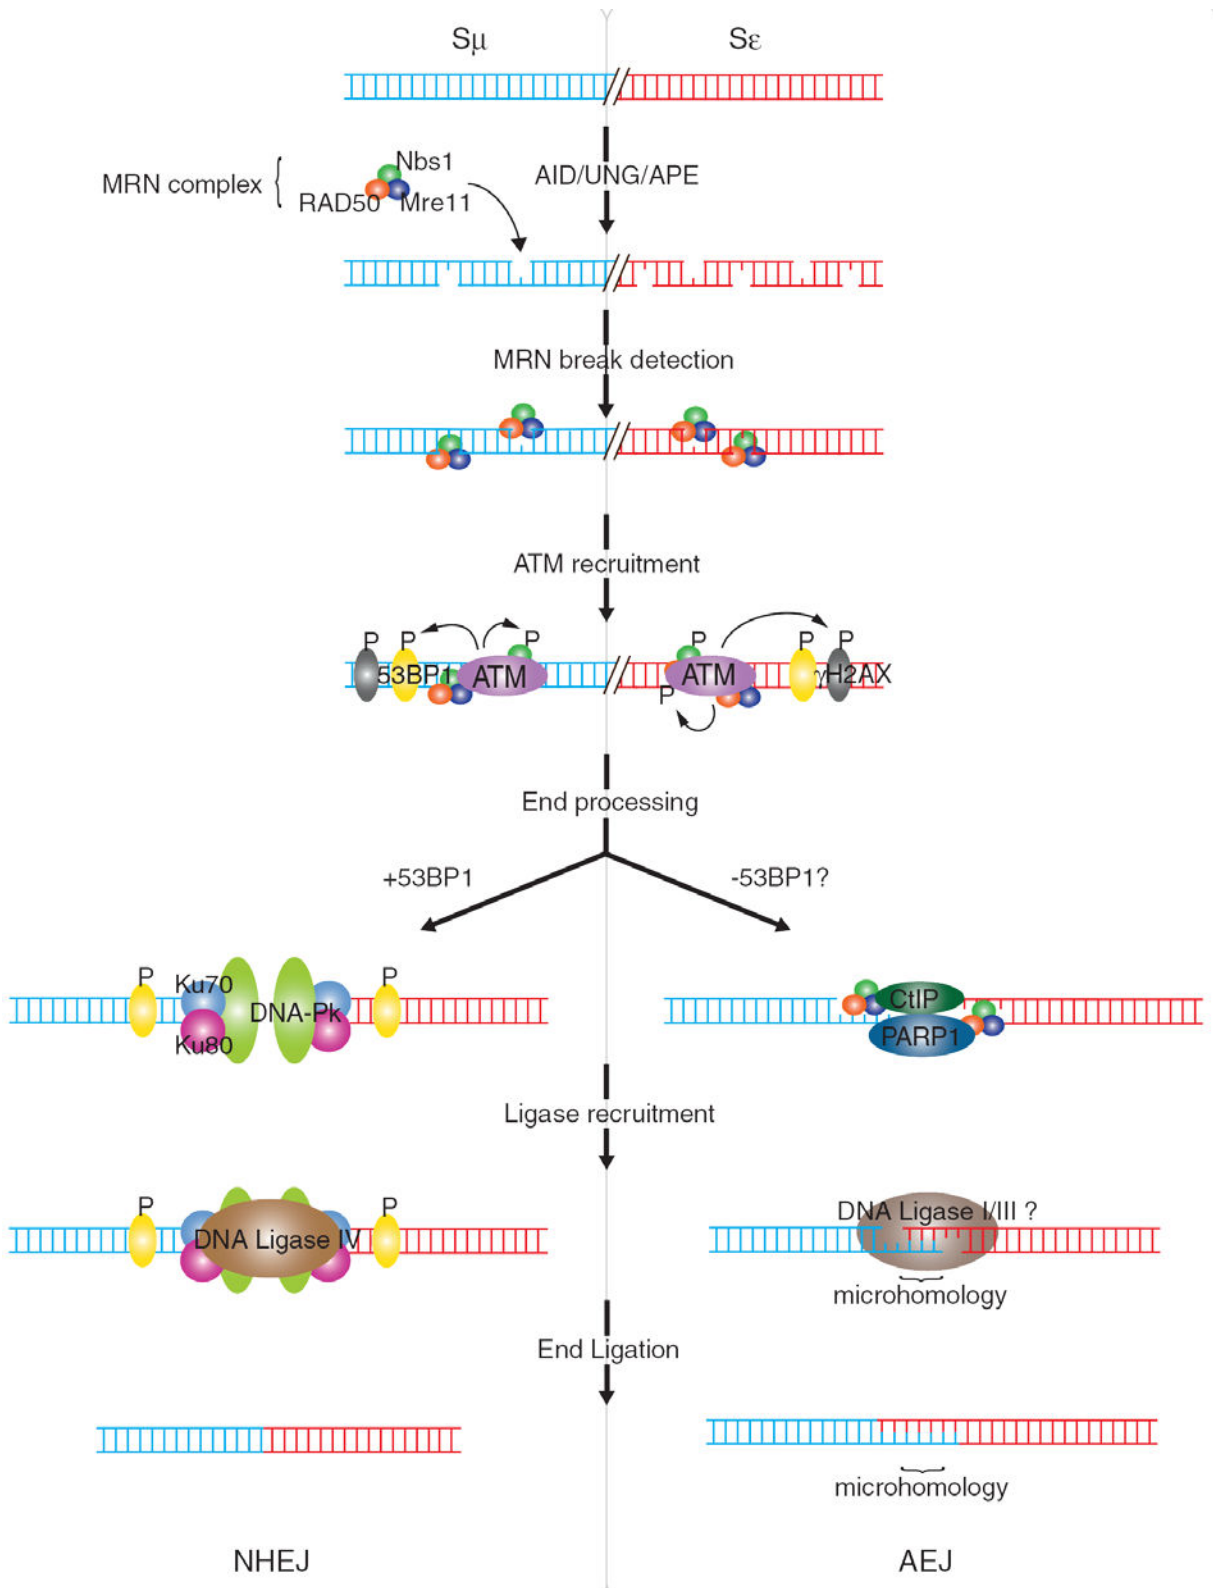 Sμ Sε
Nbs1
MRN complex {
RAD50 Mre11
AID/UNG/APE
MRN break detection
ATM recruitment
P P P P P P
53BP1 ATM ATM γH2AX
P
End processing
+53BP1 -53BP1?
P Ku70 P
DNA-Pk CtIP
Ku80 PARP1
Ligase recruitment
P P DNA Ligase I/III ?
DNA Ligase IV
microhomology
End Ligation
microhomology
NHEJ AEJ